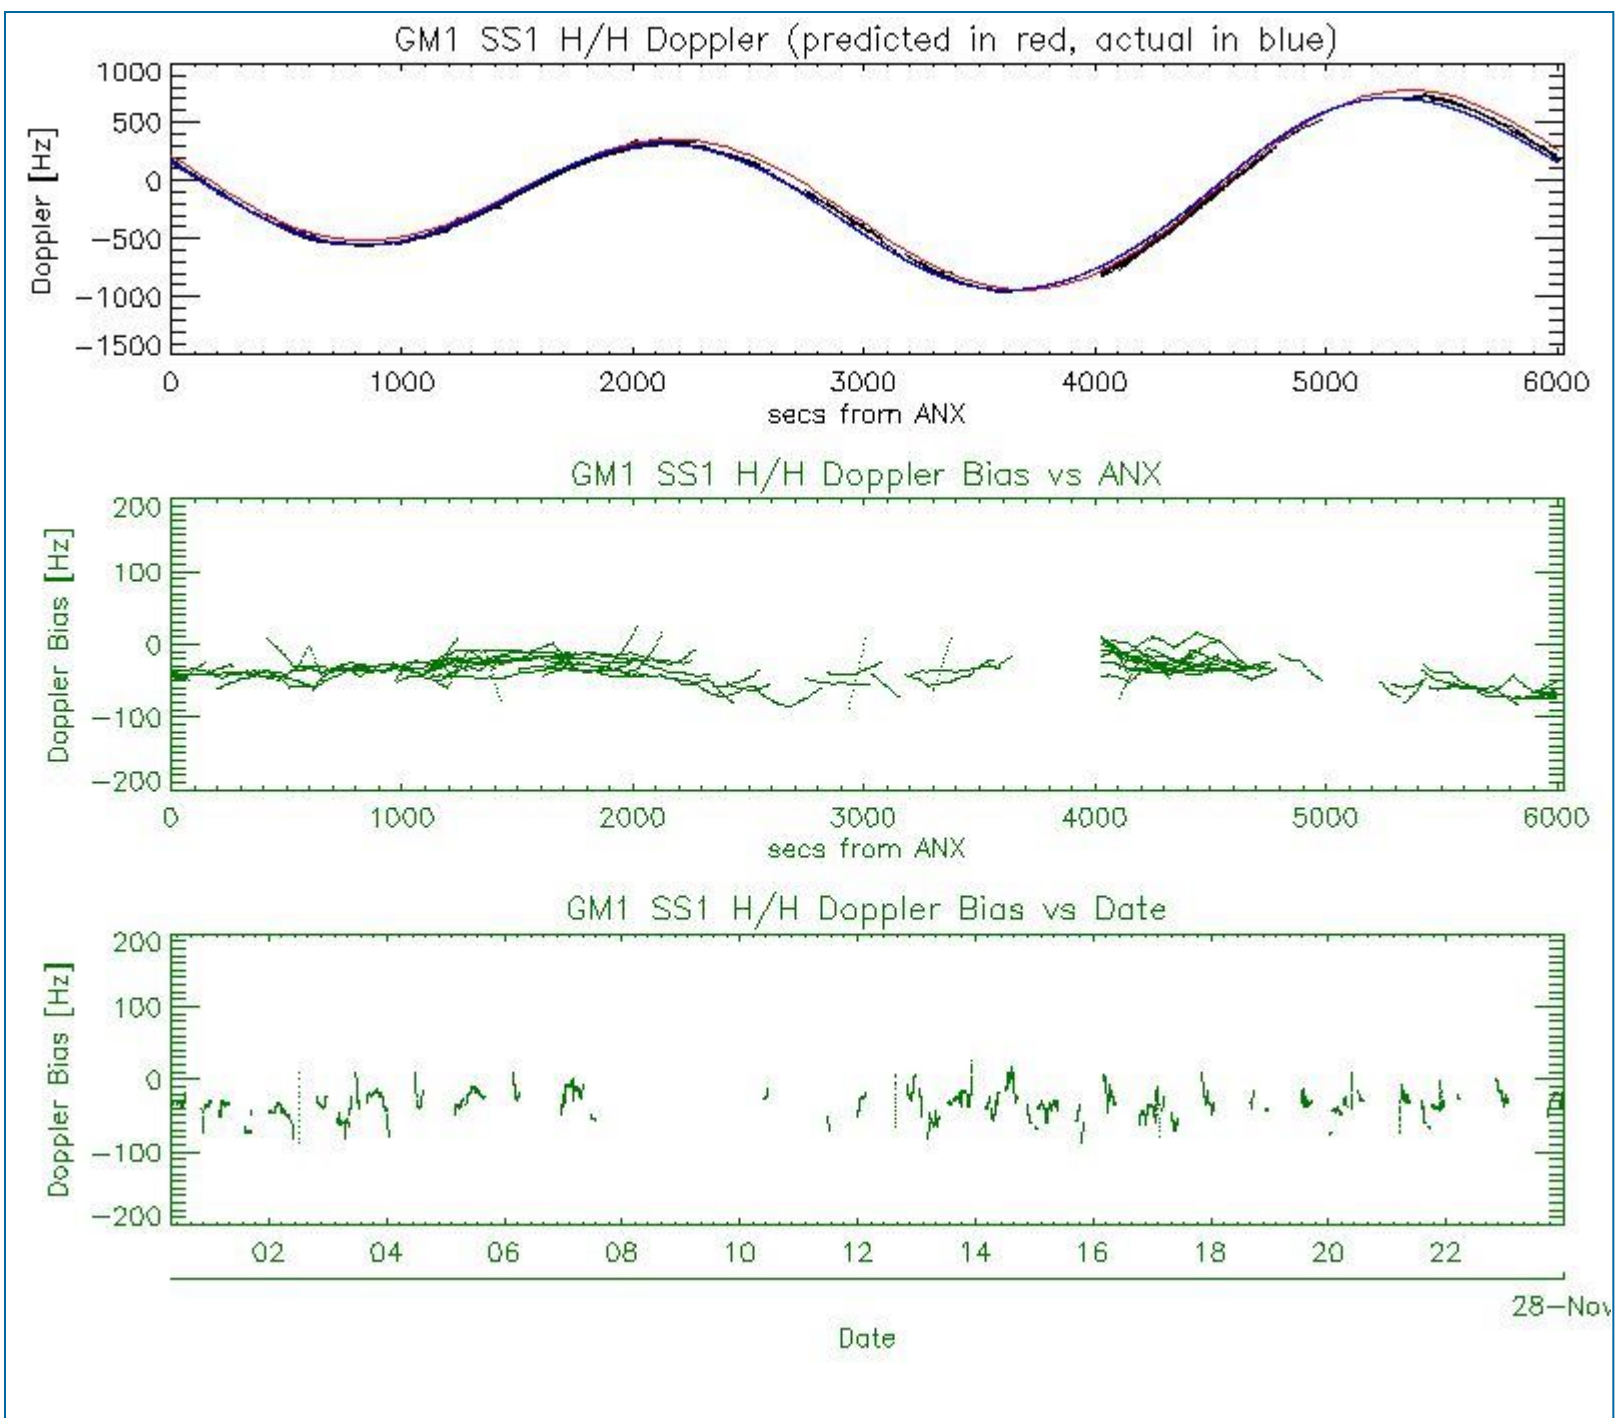 GM1 SS1 H/H Doppler (predicted in red, actual in blue)
1000
500
0
−500
−1000
−1500
Doppler [Hz]
0 1000 2000 3000 4000 5000 6000
secs from ANX
GM1 SS1 H/H Doppler Bias vs ANX
200
100
0
−100
−200
Doppler Bias [Hz]
0 1000 2000 3000 4000 5000 6000
secs from ANX
GM1 SS1 H/H Doppler Bias vs Date
200
100
0
−100
−200
Doppler Bias [Hz]
02 04 06 08 10 12 14 16 18 20 22
28−Nov
Date